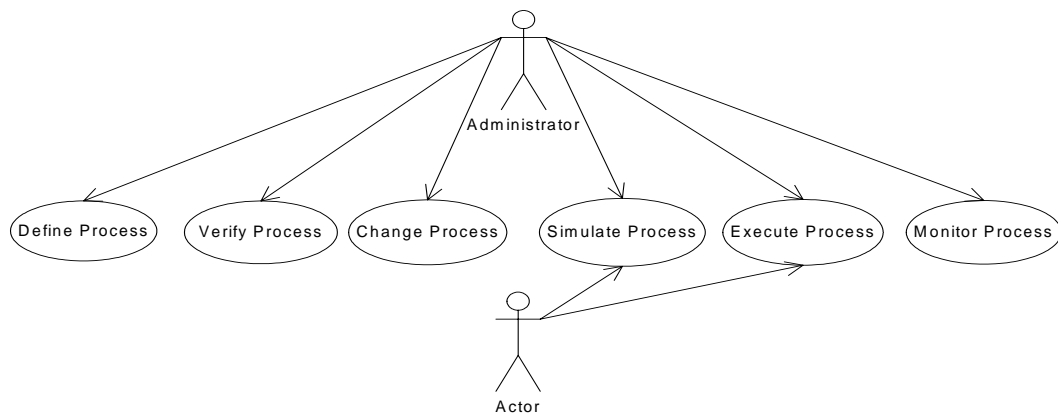 Administrator
Define Process
Verify Process
Change Process
Simulate Process
Execute Process
Monitor Process
Actor